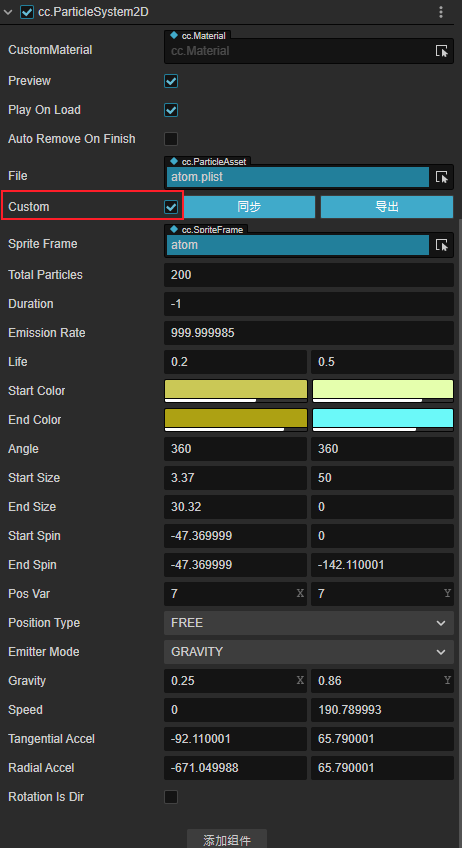 cc.ParticleSystem2D
cc.Material
CustomMaterial cc.Material
Preview
Play On Load
Auto Remove On Finish
cc.ParticleAsset
File atom.plist
Custom 同步 导出
cc.SpriteFrame
Sprite Frame atom
Total Particles 200
Duration -1
Emission Rate 999.999985
Life 0.2 0.5
Start Color
End Color
Angle 360 360
Start Size 3.37 50
End Size 30.32 0
Start Spin -47.369999 0
End Spin -47.369999 -142.110001
Pos Var 7 X 7 Y
Position Type FREE
Emitter Mode GRAVITY
Gravity 0.25 X 0.86 Y
Speed 0 190.789993
Tangential Accel -92.110001 65.790001
Radial Accel -671.049988 65.790001
Rotation Is Dir
添加组件